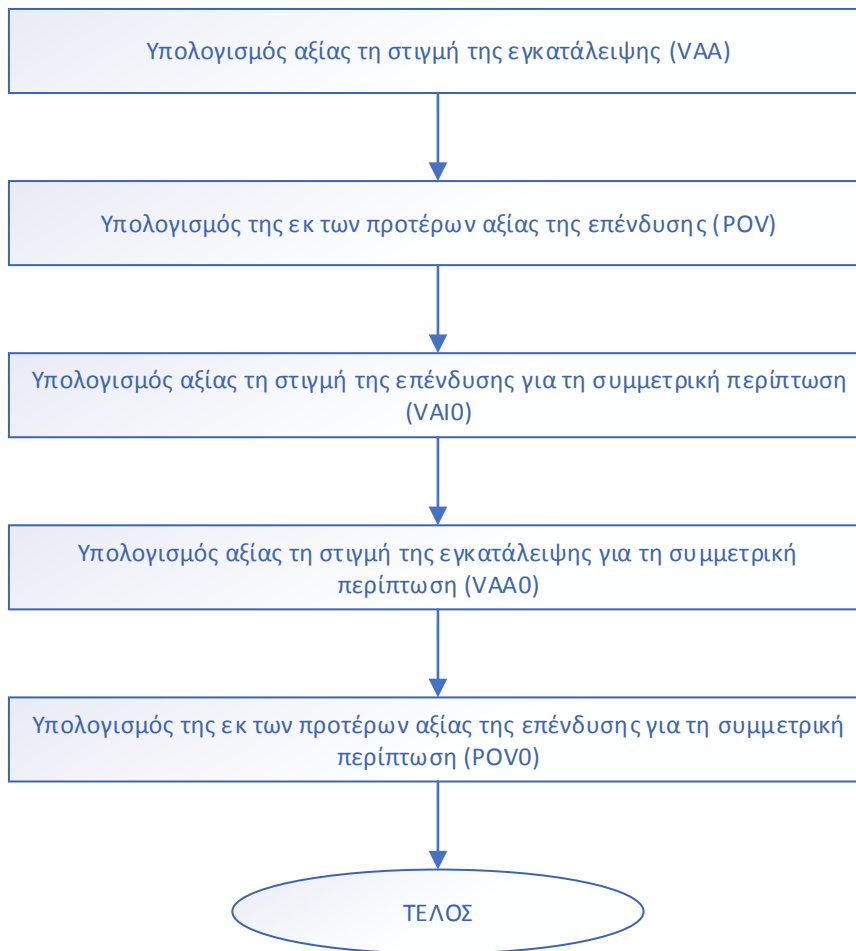 Υπολογισμός αξίας τη στιγμή της εγκατάλειψης (VAA)
Υπολογισμός της εκ των προτέρων αξίας της επένδυσης (POV)
Υπολογισμός αξίας τη στιγμή της επένδυσης για τη συμμετρική περίπτωση
(VAI0)
Υπολογισμός αξίας τη στιγμή της εγκατάλειψης για τη συμμετρική
περίπτωση (VAA0)
Υπολογισμός της εκ των προτέρων αξίας της επένδυσης για τη συμμετρική
περίπτωση (POV0)
ΤΕΛΟΣ